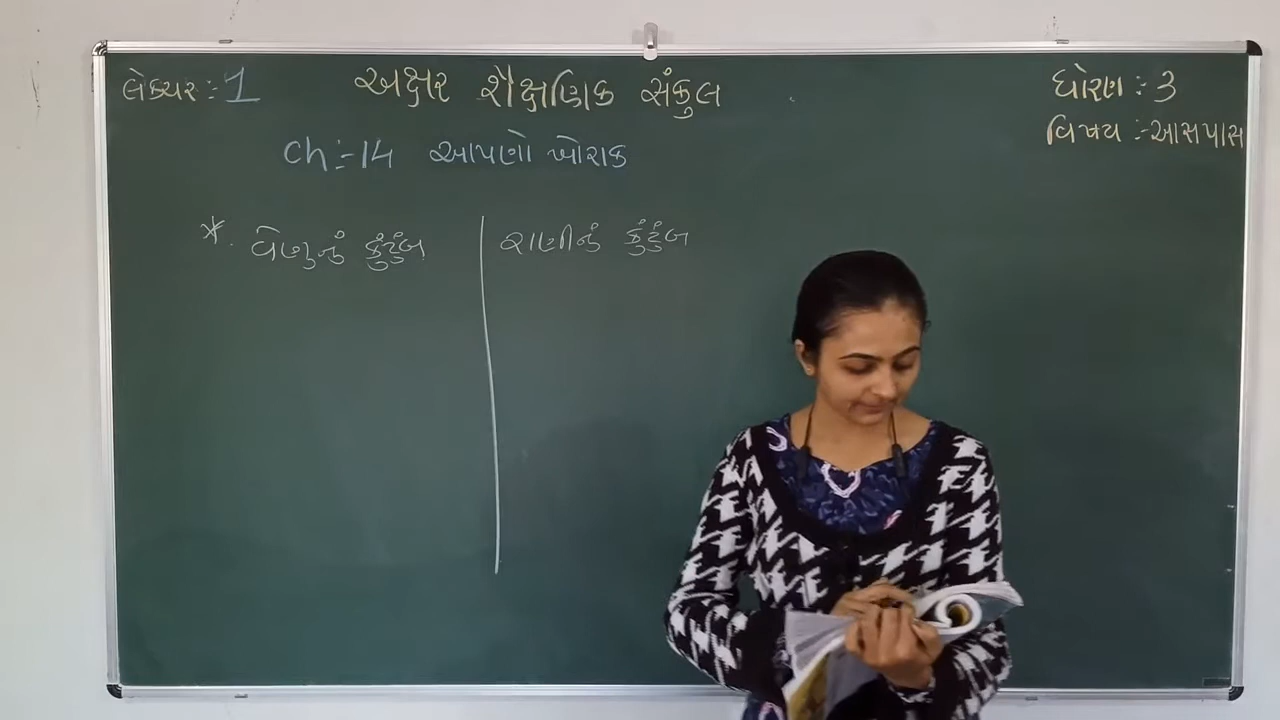 લેક્ચર :- 1
અક્ષર શૈક્ષણિક સંકુલ
ધોરણ :- 3
વિષય :- આસપાસ
Ch :- 14 આપણો ખોરાક
* વેણુનું કુંટુંબ
રાણીનું કુંટુંબ